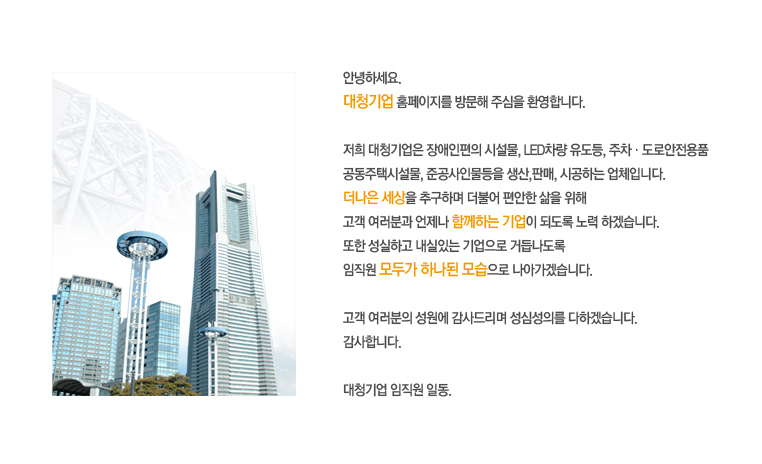 안녕하세요.
대청기업 홈페이지를 방문해 주심을 환영합니다.
저희 대청기업은 장애인편의 시설물, LED차량 유도등, 주차·도로안전용품
공동주택시설물, 준공사인물등을 생산,판매, 시공하는 업체입니다.
더나은 세상을 추구하며 더불어 편안한 삶을 위해
고객 여러분과 언제나 함께하는 기업이 되도록 노력 하겠습니다.
또한 성실하고 내실있는 기업으로 거듭나도록
임직원 모두가 하나된 모습으로 나아가겠습니다.
고객 여러분의 성원에 감사드리며 성심성의를 다하겠습니다.
감사합니다.
대청기업 임직원 일동.